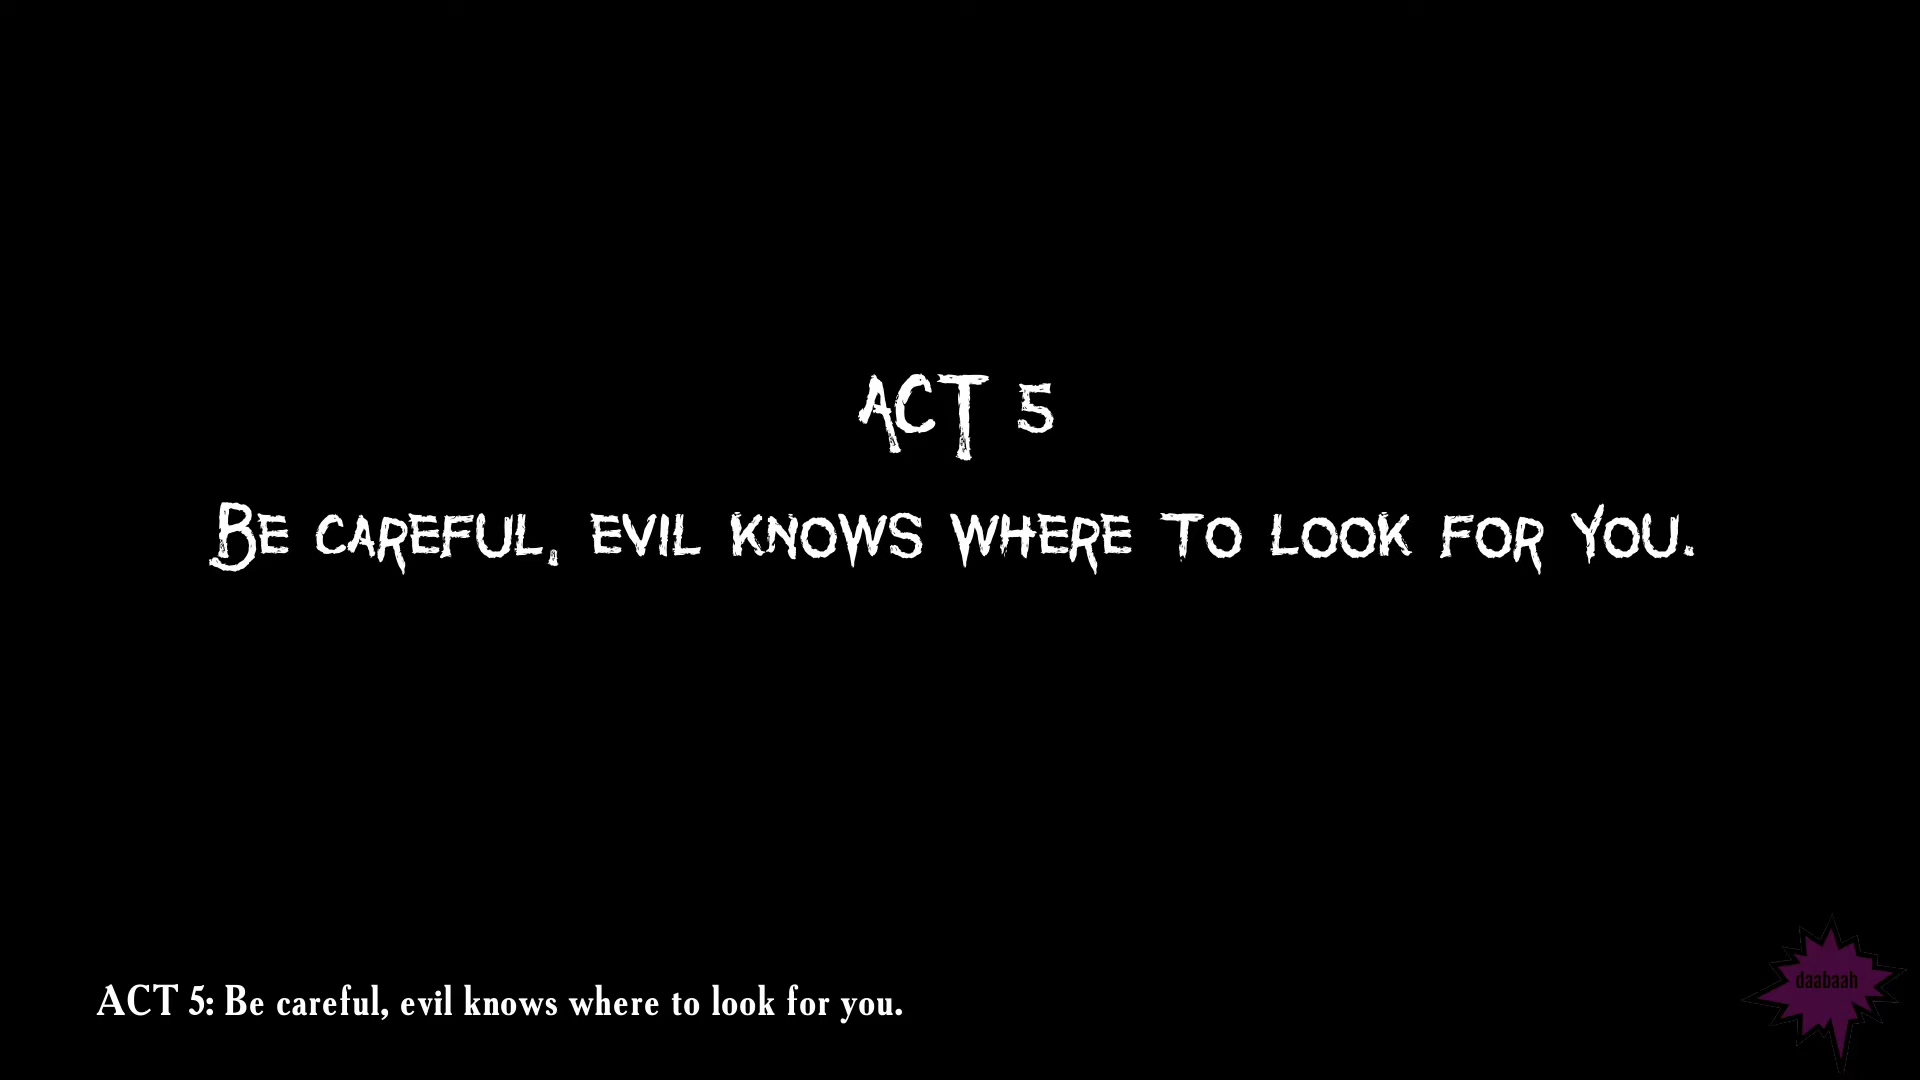 ACT 5
Be careful, evil knows where to look for you.
ACT 5: Be careful, evil knows where to look for you.
daabaah